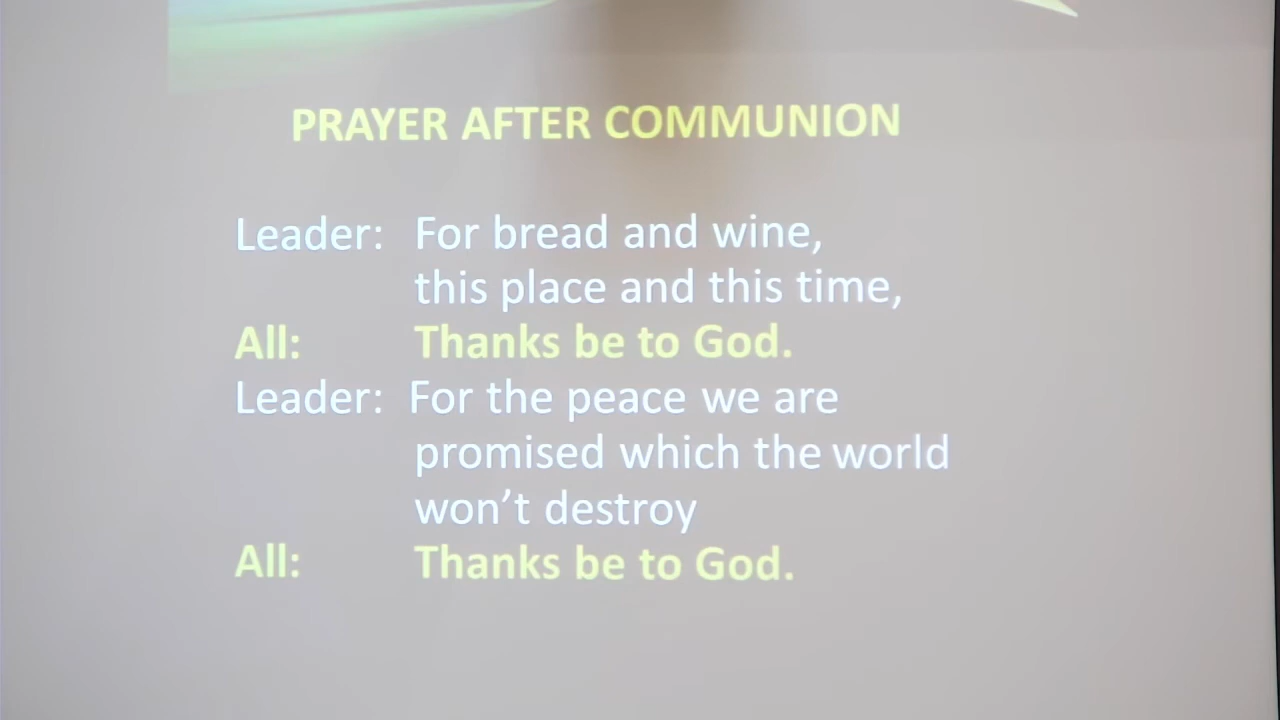 PRAYER AFTER COMMUNION
Leader: For bread and wine,
this place and this time,
All: Thanks be to God.
Leader: For the peace we are
promised which the world
won’t destroy
All: Thanks be to God.